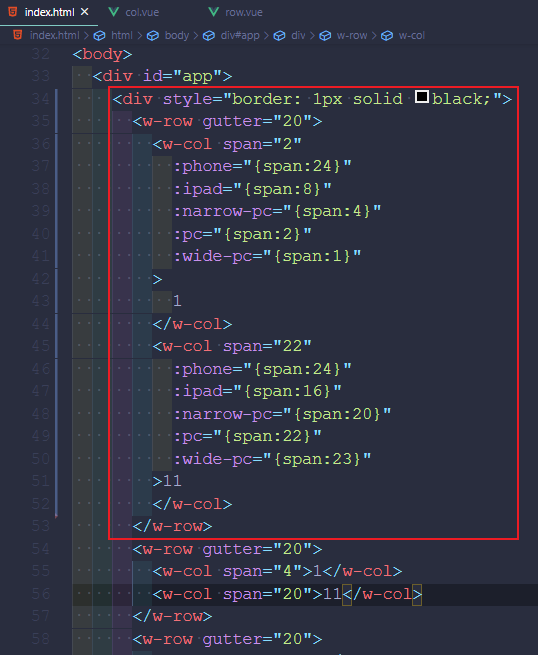 index.html × col.vue row.vue
index.html > html > body > div#app > div > w-row > w-col
32 <body>
33 <div id="app">
34 <div style="border: 1px solid black;">
35 <w-row gutter="20">
36 <w-col span="2"
37 :phone="{span:24}"
38 :ipad="{span:8}"
39 :narrow-pc="{span:4}"
40 :pc="{span:2}"
41 :wide-pc="{span:1}"
42 >
43 1
44 </w-col>
45 <w-col span="22"
46 :phone="{span:24}"
47 :ipad="{span:16}"
48 :narrow-pc="{span:20}"
49 :pc="{span:22}"
50 :wide-pc="{span:23}"
51 >11
52 </w-col>
53 </w-row>
54 <w-row gutter="20">
55 <w-col span="4">1</w-col>
56 <w-col span="20">11</w-col>
57 </w-row>
58 <w-row gutter="20">